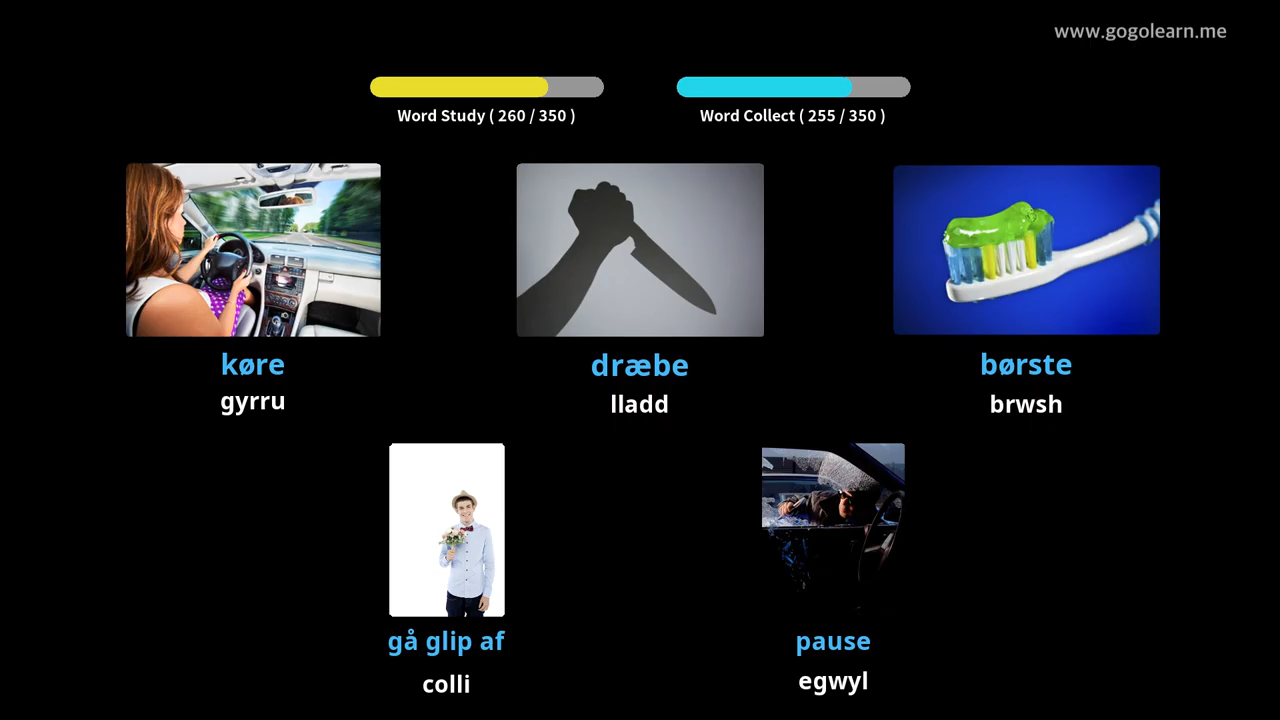 www.gogolearn.me
Word Study ( 260 / 350 )
Word Collect ( 255 / 350 )
køre
gyrru
dræbe
lladd
børste
brwsh
gå glip af
colli
pause
egwyl